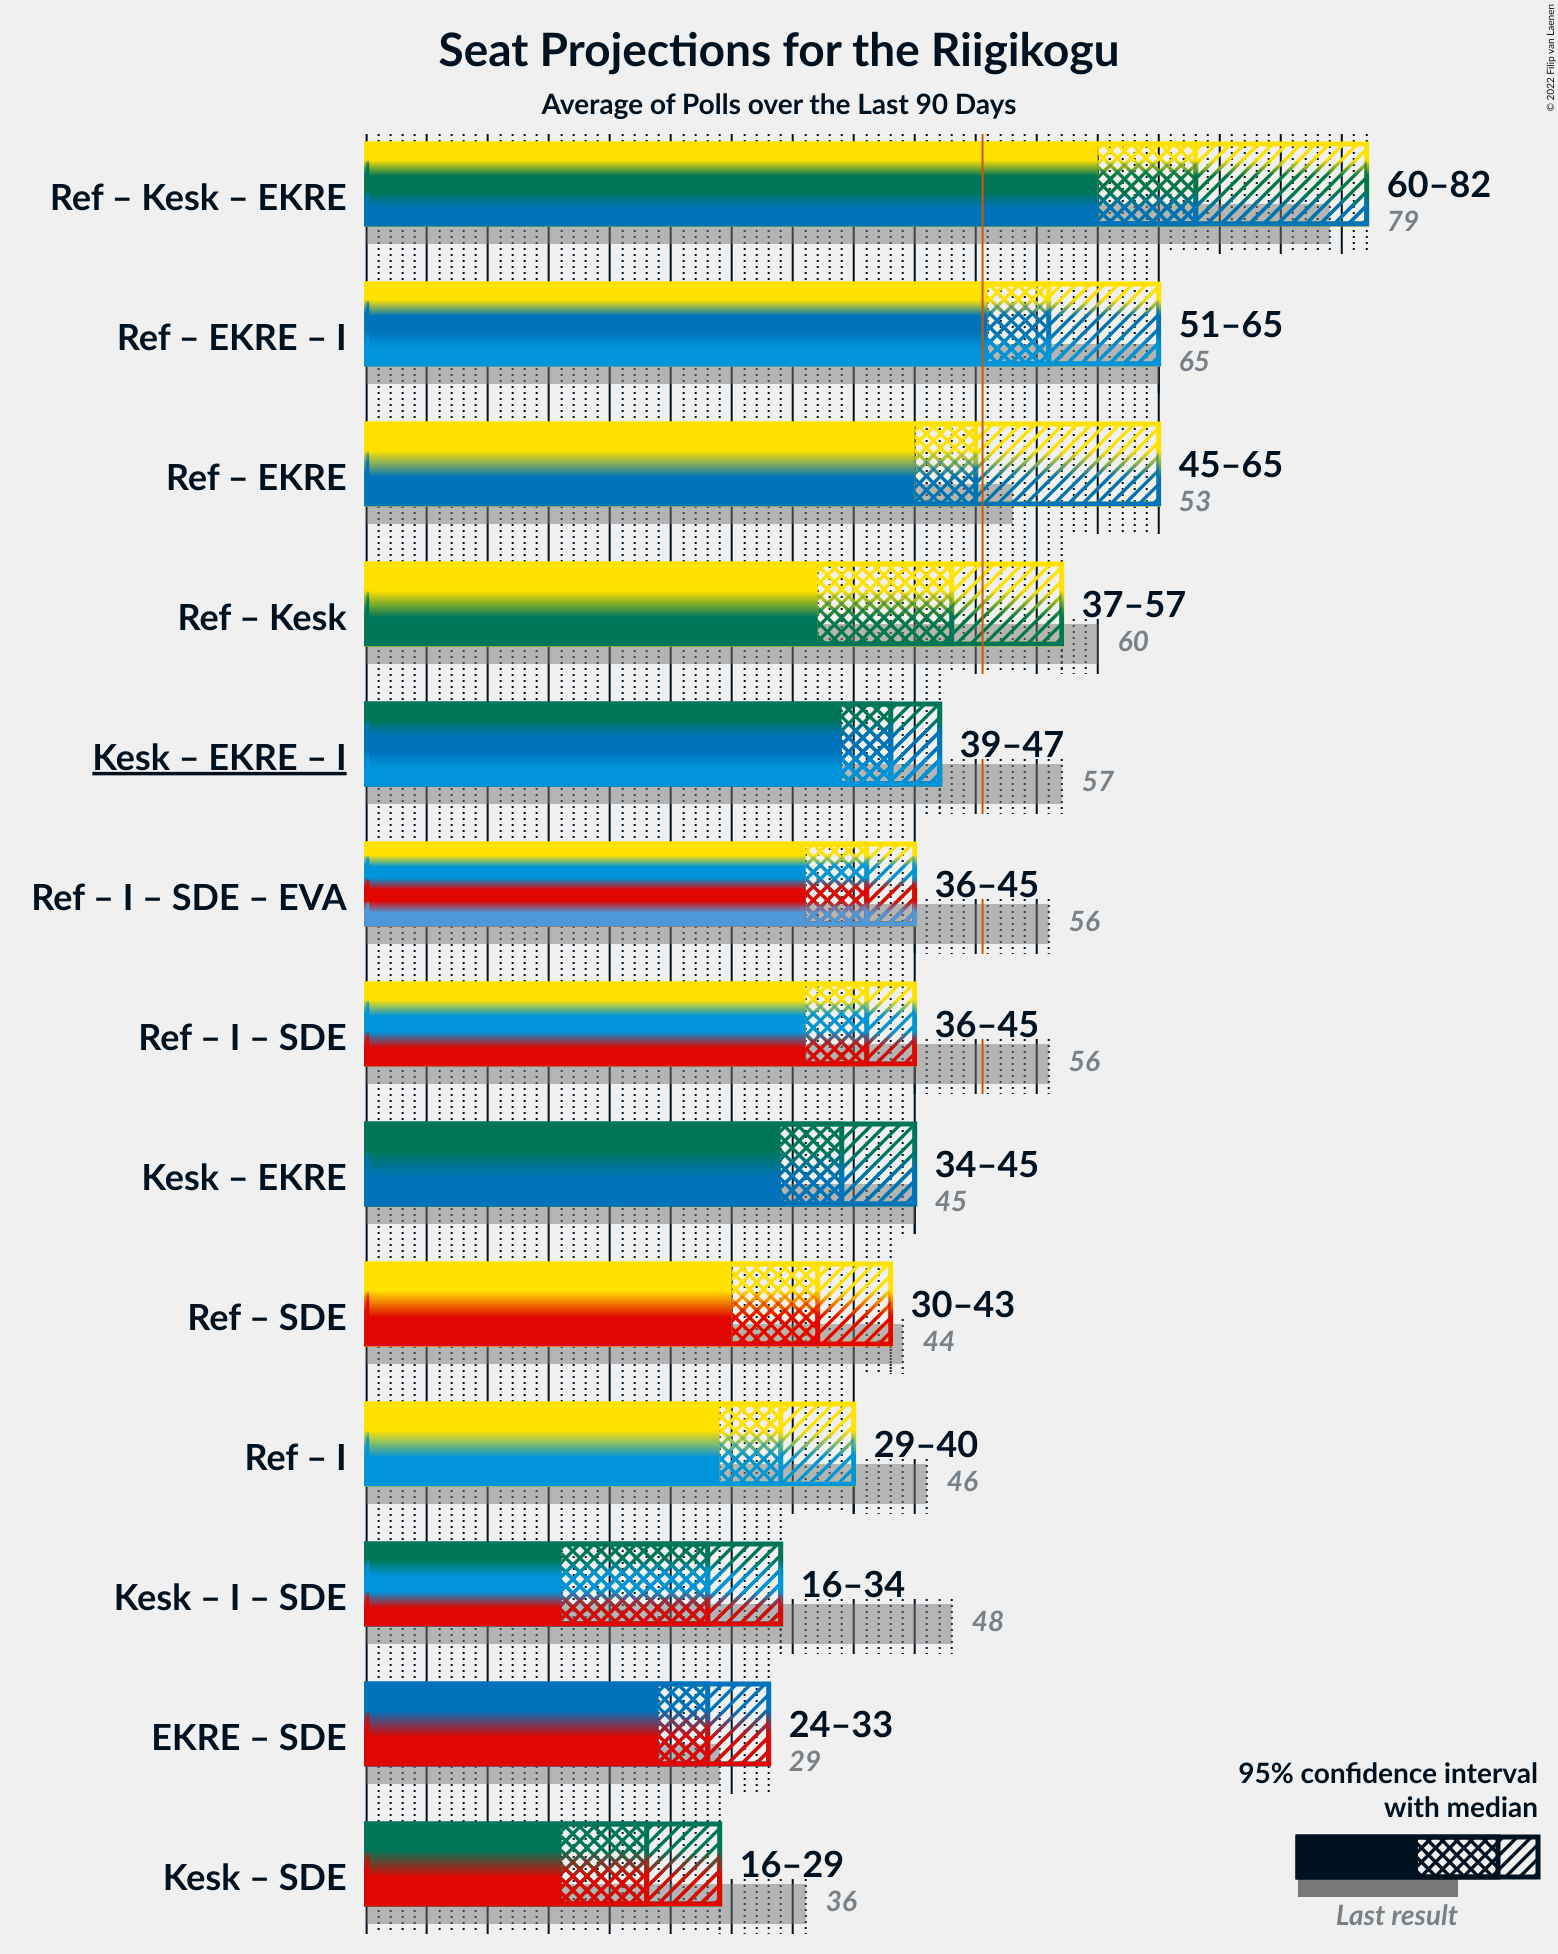 Seat Projections for the Riigikogu
Average of Polls over the Last 90 Days
© 2022 Filip van Laenen
Ref – Kesk – EKRE
60–82
79
Ref – EKRE – I
51–65
65
Ref – EKRE
45–65
53
Ref – Kesk
37–57
60
Kesk – EKRE – I
39–47
57
Ref – I – SDE – EVA
36–45
56
Ref – I – SDE
36–45
56
Kesk – EKRE
34–45
45
Ref – SDE
30–43
44
Ref – I
29–40
46
Kesk – I – SDE
16–34
48
EKRE – SDE
24–33
29
Kesk – SDE
16–29
36
95% confidence interval
with median
Last result